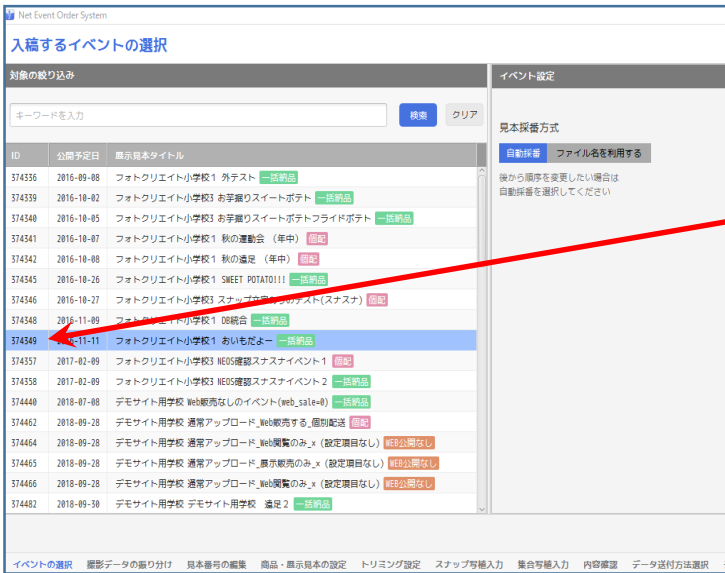 Net Event Order System
入稿するイベントの選択
対象の絞り込み
キーワードを入力 検索 クリア
ID 公開予定日 展示見本タイトル
374336 2016-09-08 フォトクリエイト小学校1 外テスト 一括納品
374339 2016-10-02 フォトクリエイト小学校3 お芋掘りスイートポテト 一括納品
374340 2016-10-05 フォトクリエイト小学校3 お芋掘りスイートポテトフライドポテト 一括納品
374341 2016-10-07 フォトクリエイト小学校1 秋の運動会 (年中) 個配
374342 2016-10-08 フォトクリエイト小学校1 秋の遠足 (年中) 個配
374345 2016-10-26 フォトクリエイト小学校1 SWEET POTATO!!! 一括納品
374346 2016-10-27 フォトクリエイト小学校3 スナップ テスト(スナスナ) 個配
374348 2016-11-09 フォトクリエイト小学校1 DB統合 一括納品
374349 -11-11 フォトクリエイト小学校1 おいもだよー 一括納品
374357 2017-02-09 フォトクリエイト小学校3 NEOS確認スナスナイベント1 個配
374358 2017-02-09 フォトクリエイト小学校3 NEOS確認スナスナイベント2 一括納品
374440 2018-07-08 デモサイト用学校 Web販売なしのイベント(web_sale=0) 一括納品
374462 2018-09-28 デモサイト用学校 通常アップロード_Web販売する_個別配送 個配
374464 2018-09-28 デモサイト用学校 通常アップロード_Web閲覧のみ_x (設定項目なし) WEB公開なし
374465 2018-09-28 デモサイト用学校 通常アップロード_展示販売のみ_x (設定項目なし) WEB公開なし
374466 2018-09-28 デモサイト用学校 通常アップロード_Web閲覧のみ_x (設定項目なし) WEB公開なし
374482 2018-09-30 デモサイト用学校 デモサイト用学校 遠足2 一括納品
イベント設定
見本採番方式
自動採番 ファイル名を利用する
後から順序を変更したい場合は
自動採番を選択してください
イベントの選択 撮影データの振り分け 見本番号の編集 商品・展示見本の設定 トリミング設定 スナップ写植入力 集合写植入力 内容確認 データ送付方法選択